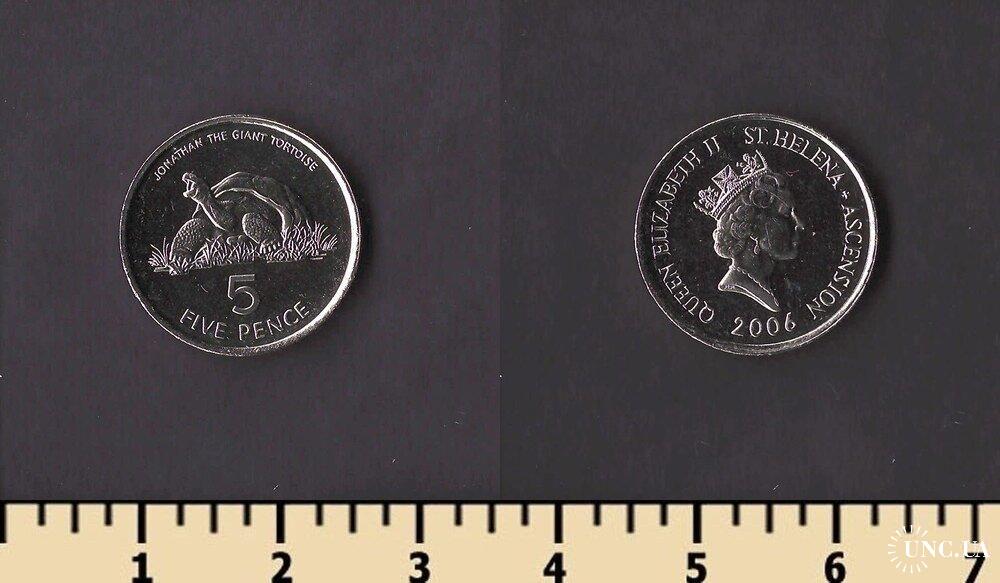 JONATHAN THE GIANT TORTOISE
5
FIVE PENCE
QUEEN ELIZABETH II ST. HELENA + ASCENSION
2006
1 2 3 4 5 6 7
UNC.UA